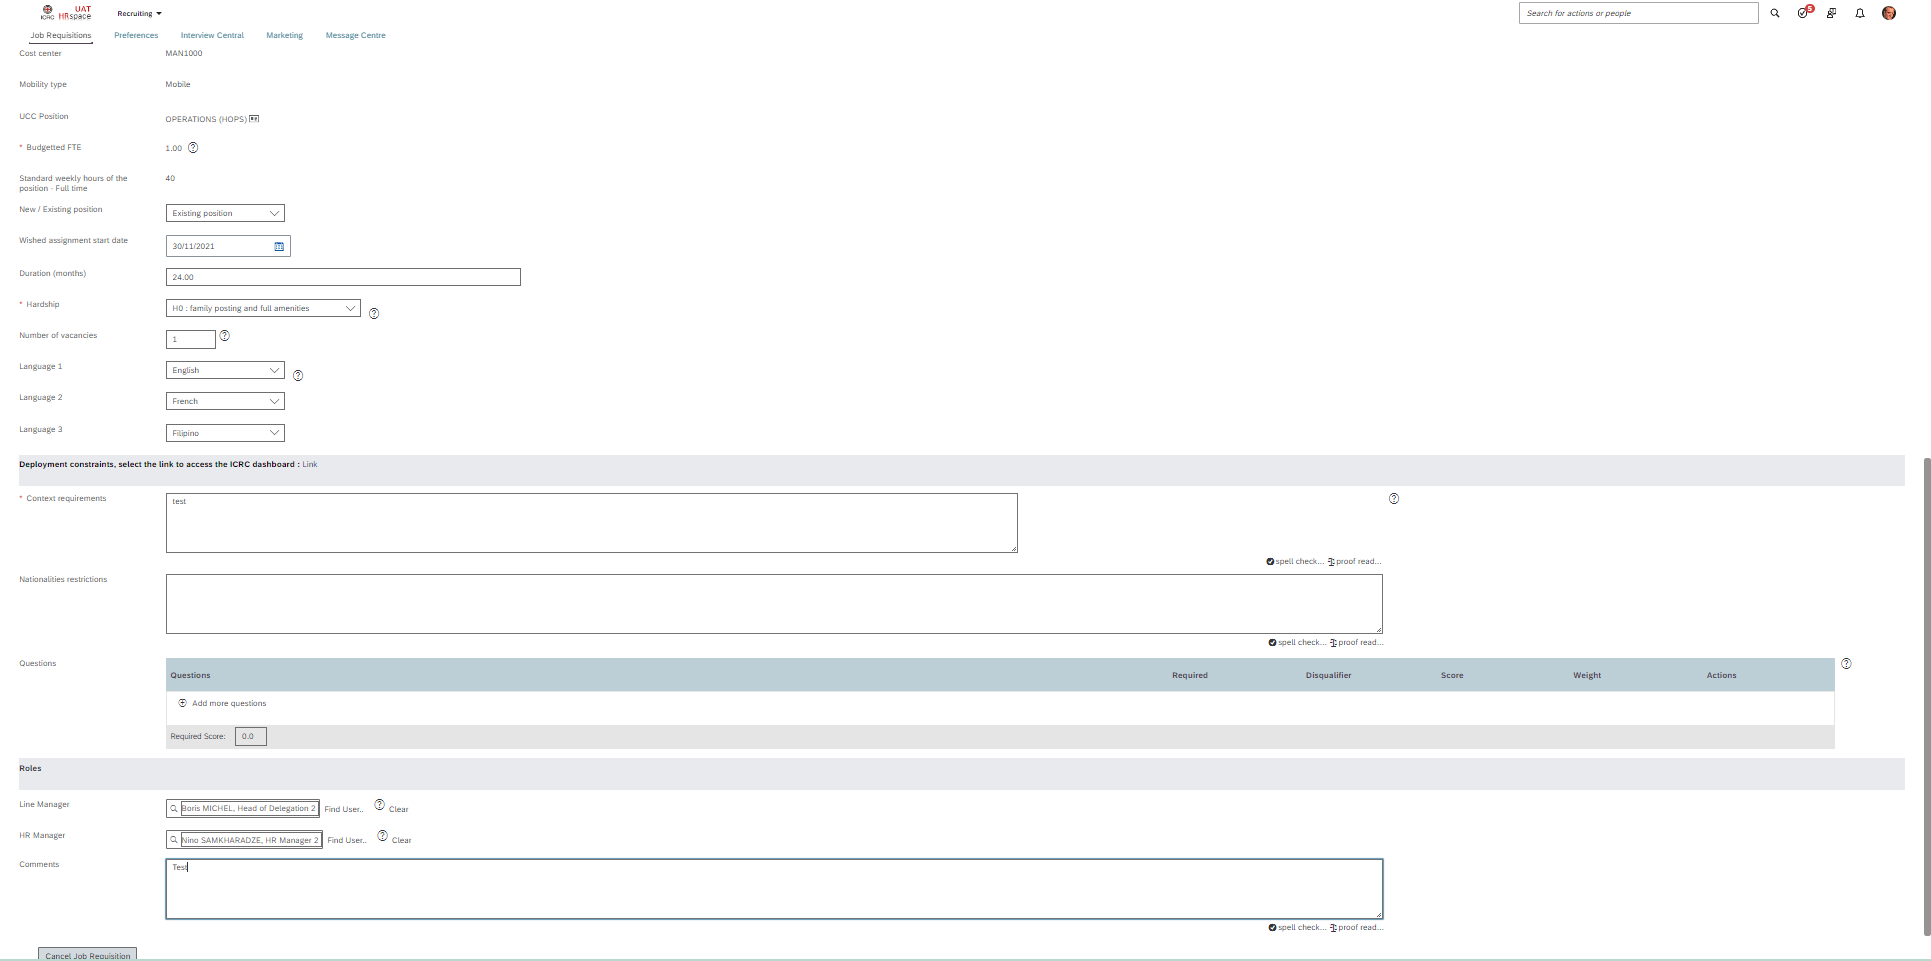 ICRC UAT HRspace Recruiting Search for actions or people 5
Job Requisitions Preferences Interview Central Marketing Message Centre
Cost center MAN1000
Mobility type Mobile
UCC Position OPERATIONS (HOPS)
* Budgetted FTE 1.00 ?
Standard weekly hours of the
position - Full time 40
New / Existing position Existing position
Wished assignment start date 30/11/2021
Duration (months) 24.00
* Hardship H0 : family posting and full amenities ?
Number of vacancies 1 ?
Language 1 English ?
Language 2 French
Language 3 Filipino
Deployment constraints, select the link to access the ICRC dashboard : Link
* Context requirements test ?
spell check... proof read...
Nationalities restrictions
spell check... proof read...
Questions ?
Questions Required Disqualifier Score Weight Actions
Add more questions
Required Score: 0.0
Roles
Line Manager Boris MICHEL, Head of Delegation 2 Find User.. ? Clear
HR Manager Nino SAMKHARADZE, HR Manager 2 Find User.. ? Clear
Comments Test
spell check... proof read...
Cancel Job Requisition